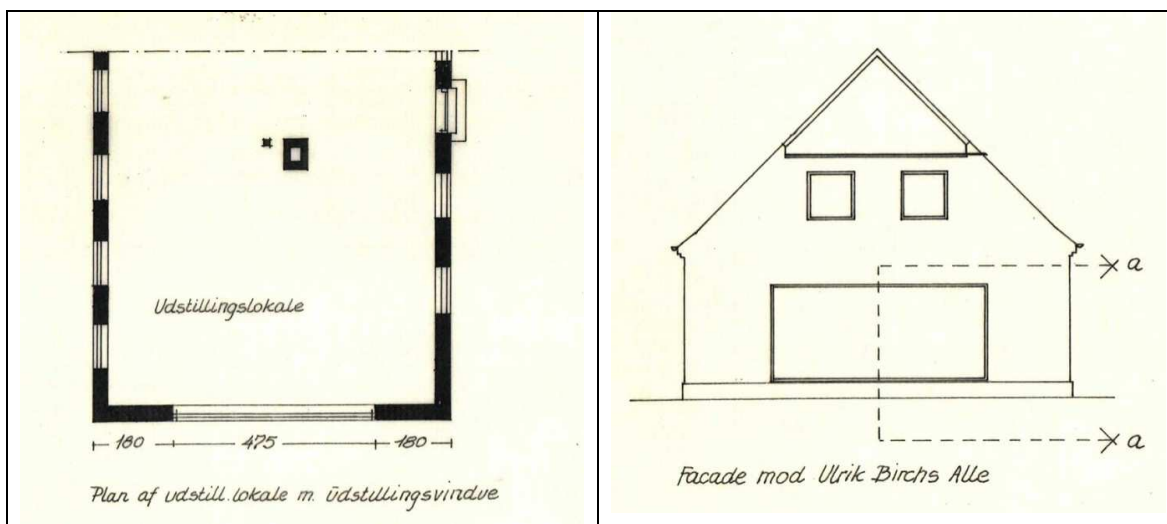 Udstillingslokale
180 475 180
Plan af udstill. lokale m. udstillingsvindue
a
a
Facade mod Ulrik Birchs Alle